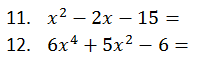 11. x² − 2x − 15 =
12. 6x⁴ + 5x² − 6 =